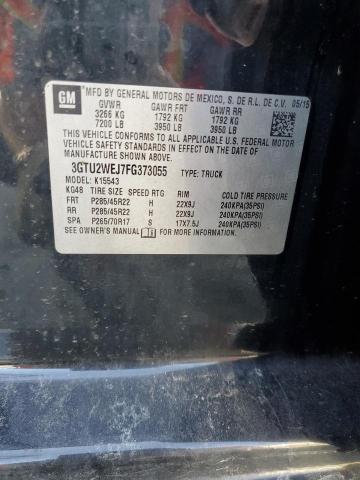 GM
MFD BY GENERAL MOTORS DE MEXICO, S. DE R.L. DE C.V. 05/15
GVWR GAWR FRT GAWR RR
3266 KG 1792 KG 1792 KG
7200 LB 3950 LB 3950 LB
THIS VEHICLE CONFORMS TO ALL APPLICABLE U.S. FEDERAL
MOTOR VEHICLE SAFETY AND THEFT PREVENTION STANDARDS
IN EFFECT ON THE DATE OF MANUFACTURE SHOWN ABOVE.
3GTU2WEJ7FG373055 TYPE: TRUCK
MODEL: K15543
KG48 TIRE SIZE SPEED RTG RIM COLD TIRE PRESSURE
FRT P285/45R22 H 22X9J 240KPA(35PSI)
RR P285/45R22 H 22X9J 240KPA(35PSI)
SPA P265/70R17 S 17X7.5J 240KPA(35PSI)
SEE OWNER'S MANUAL FOR ADDITIONAL INFORMATION.